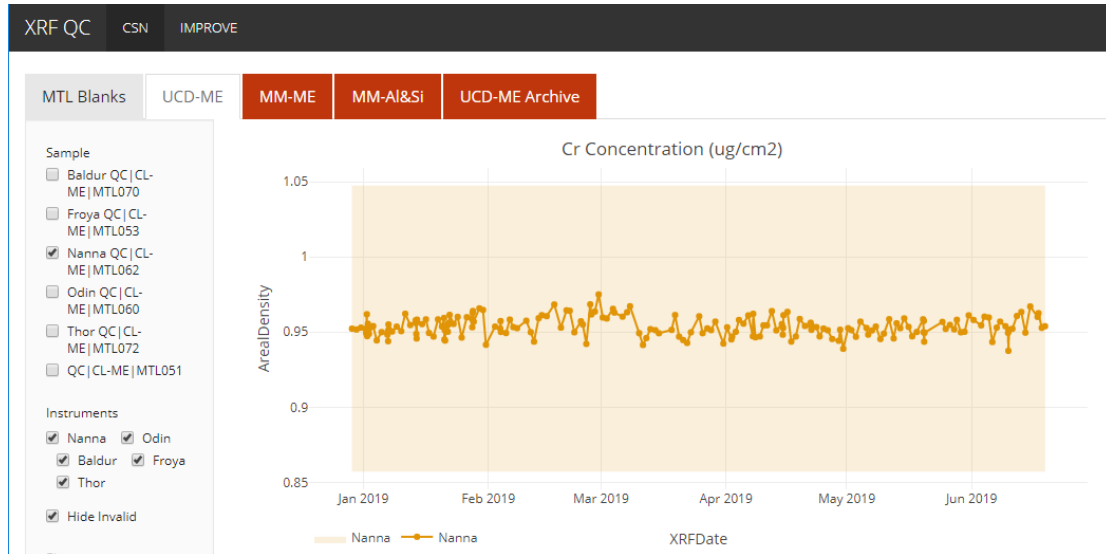 XRF QC CSN IMPROVE
MTL Blanks UCD-ME MM-ME MM-Al&Si UCD-ME Archive
Sample
Baldur QC|CL-
ME|MTL070
Froya QC|CL-
ME|MTL053
Nanna QC|CL-
ME|MTL062
Odin QC|CL-
ME|MTL060
Thor QC|CL-
ME|MTL072
QC|CL-ME|MTL051
Instruments
Nanna Odin
Baldur Froya
Thor
Hide Invalid
Cr Concentration (ug/cm2)
1.05
1
0.95
0.9
0.85
ArealDensity
Jan 2019 Feb 2019 Mar 2019 Apr 2019 May 2019 Jun 2019
Nanna Nanna
XRFDate